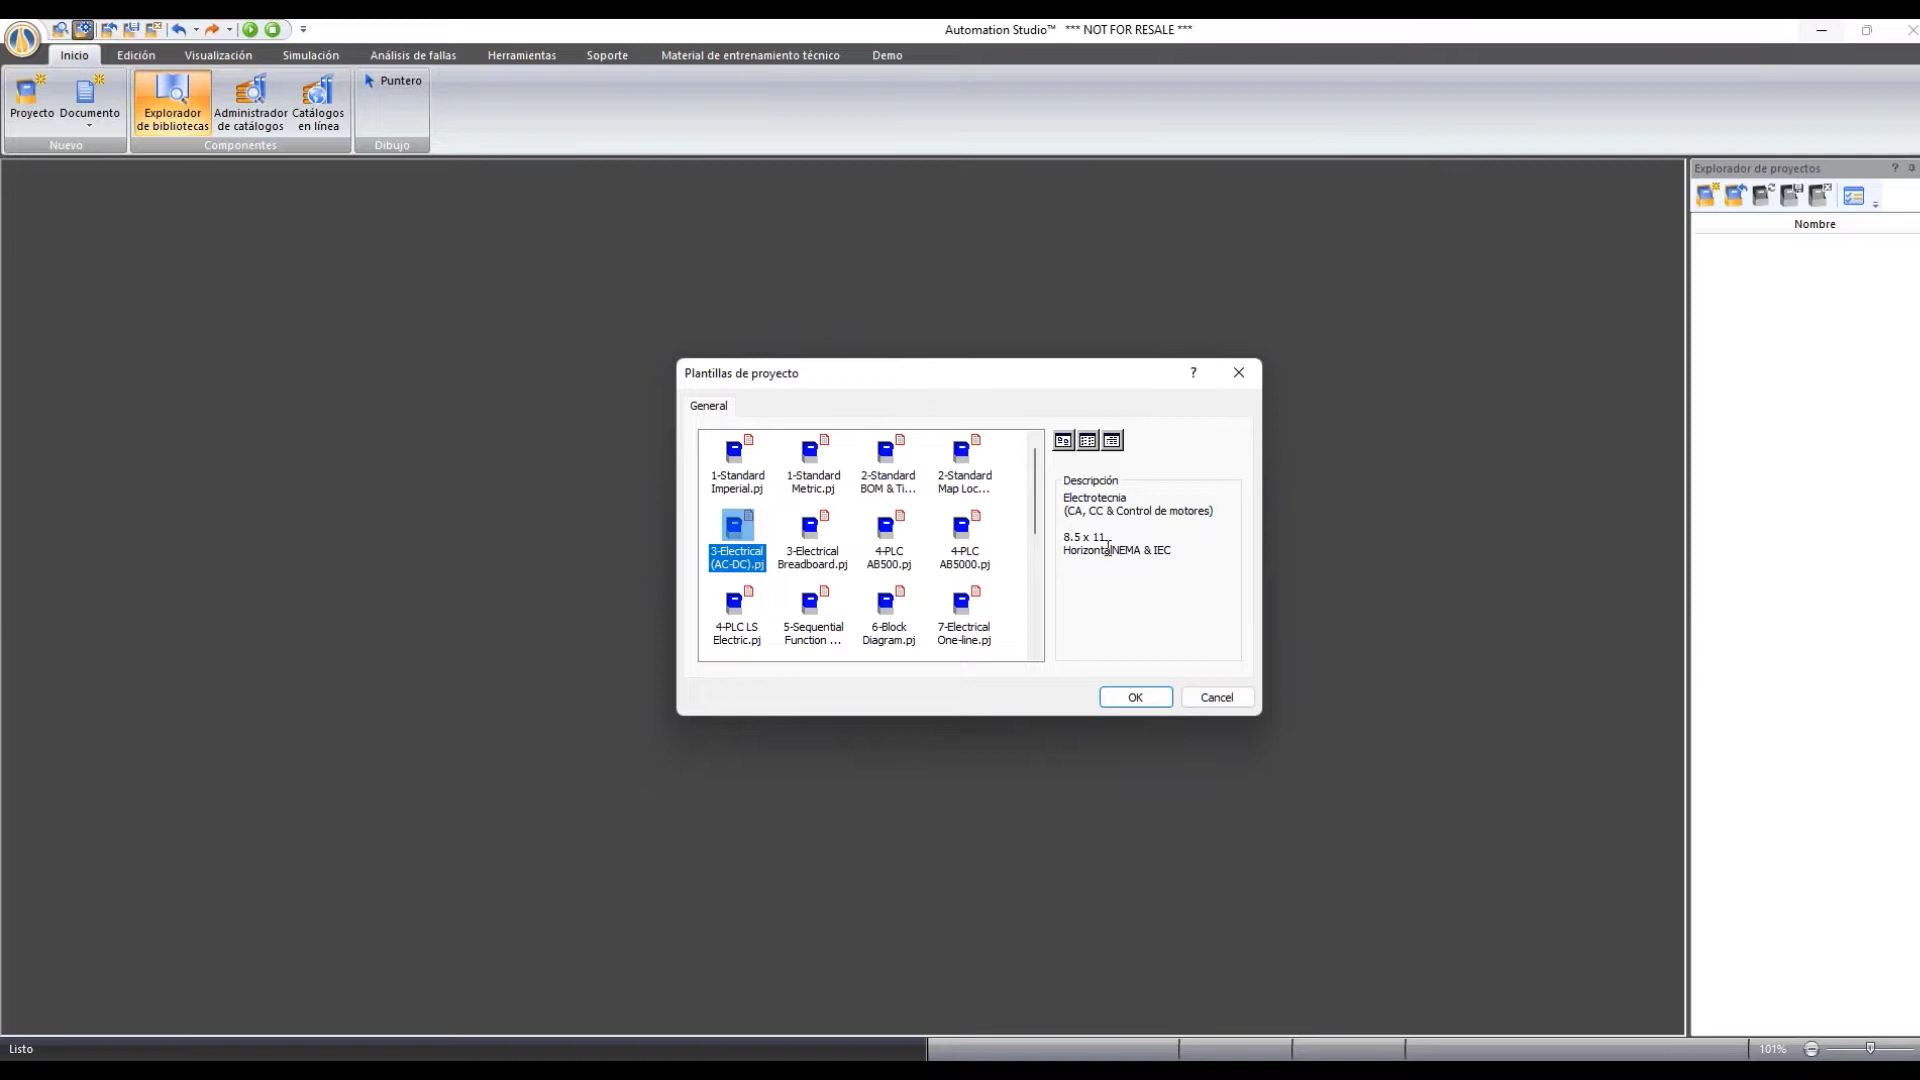 Automation Studio™ *** NOT FOR RESALE ***
Inicio Edición Visualización Simulación Análisis de fallas Herramientas Soporte Material de entrenamiento técnico Demo
Proyecto
Documento
Nuevo
Explorador
de bibliotecas
Administrador
de catálogos
Catálogos
en línea
Componentes
Puntero
Dibujo
Explorador de proyectos ?
Nombre
Plantillas de proyecto ?
General
1-Standard
Imperial.pj
1-Standard
Metric.pj
2-Standard
BOM & Ti...
2-Standard
Map Loc...
3-Electrical
(AC-DC).pj
3-Electrical
Breadboard.pj
4-PLC
AB500.pj
4-PLC
AB5000.pj
4-PLC LS
Electric.pj
5-Sequential
Function ...
6-Block
Diagram.pj
7-Electrical
One-line.pj
Descripción
Electrotecnia
(CA, CC & Control de motores)
8.5 x 11
HorizontalNEMA & IEC
OK
Cancel
Listo
101%